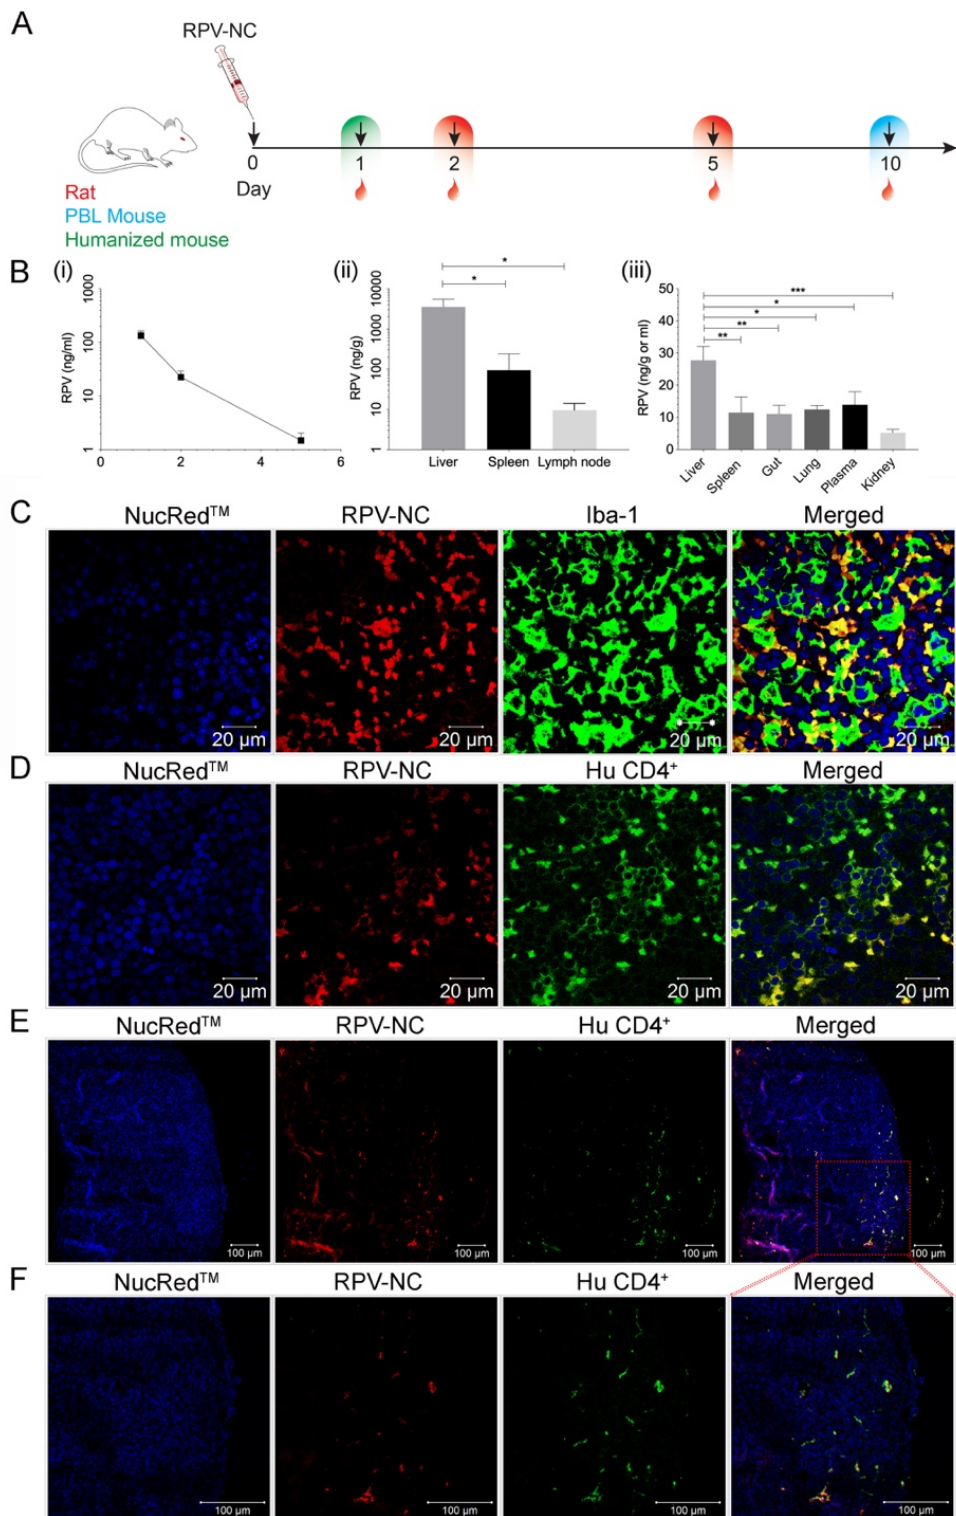 A
RPV-NC
0 1 2 5 10
Day
Rat
PBL Mouse
Humanized mouse
B (i) (ii) (iii)
RPV (ng/ml)
1000
100
10
1
0 2 4 6
RPV (ng/g)
10000
1000
100
10
1
* 
*
Liver Spleen Lymph node
RPV (ng/g or ml)
50
40
30
20
10
0
***
*
*
**
**
Liver Spleen Gut Lung Plasma Kidney
C NucRed™ RPV-NC Iba-1 Merged
20 µm 20 µm 20 µm 20 µm
D NucRed™ RPV-NC Hu CD4⁺ Merged
20 µm 20 µm 20 µm 20 µm
E NucRed™ RPV-NC Hu CD4⁺ Merged
100 µm 100 µm 100 µm 100 µm
F NucRed™ RPV-NC Hu CD4⁺ Merged
100 µm 100 µm 100 µm 100 µm